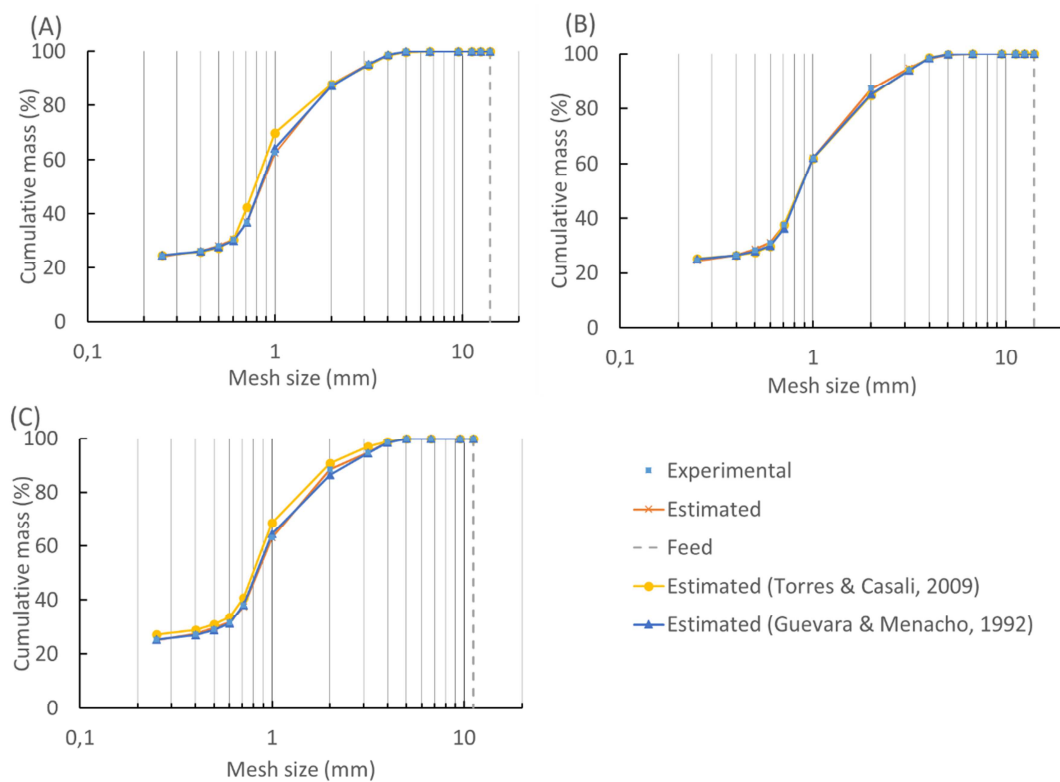 (A)
100
80
60
40
20
0
Cumulative mass (%)
0,1 1 10
Mesh size (mm)
(B)
100
80
60
40
20
0
Cumulative mass (%)
0,1 1 10
Mesh size (mm)
(C)
100
80
60
40
20
0
Cumulative mass (%)
0,1 1 10
Mesh size (mm)
Experimental
Estimated
Feed
Estimated (Torres & Casali, 2009)
Estimated (Guevara & Menacho, 1992)